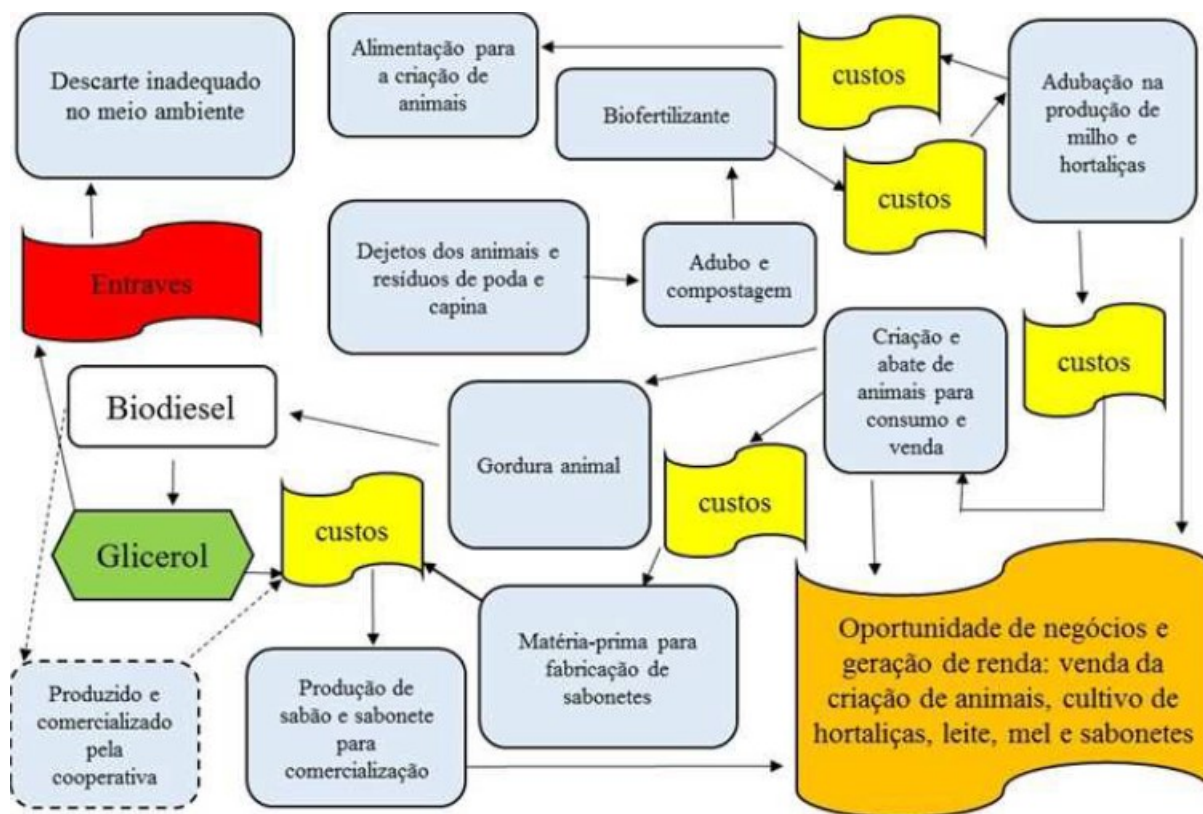 Descarte inadequado
no meio ambiente
Alimentação para
a criação de
animais
custos
Adubação na
produção de
milho e
hortaliças
Biofertilizante
custos
Entraves
Dejetos dos animais e
resíduos de poda e
capina
Adubo e
compostagem
Criação e
abate de
animais para
consumo e
venda
custos
Biodiesel
Gordura animal
custos
custos
Glicerol
Matéria-prima para
fabricação de
sabonetes
Oportunidade de negócios e
geração de renda: venda da
criação de animais, cultivo de
hortaliças, leite, mel e sabonetes
Produzido e
comercializado
pela
cooperativa
Produção de
sabão e sabonete
para
comercialização